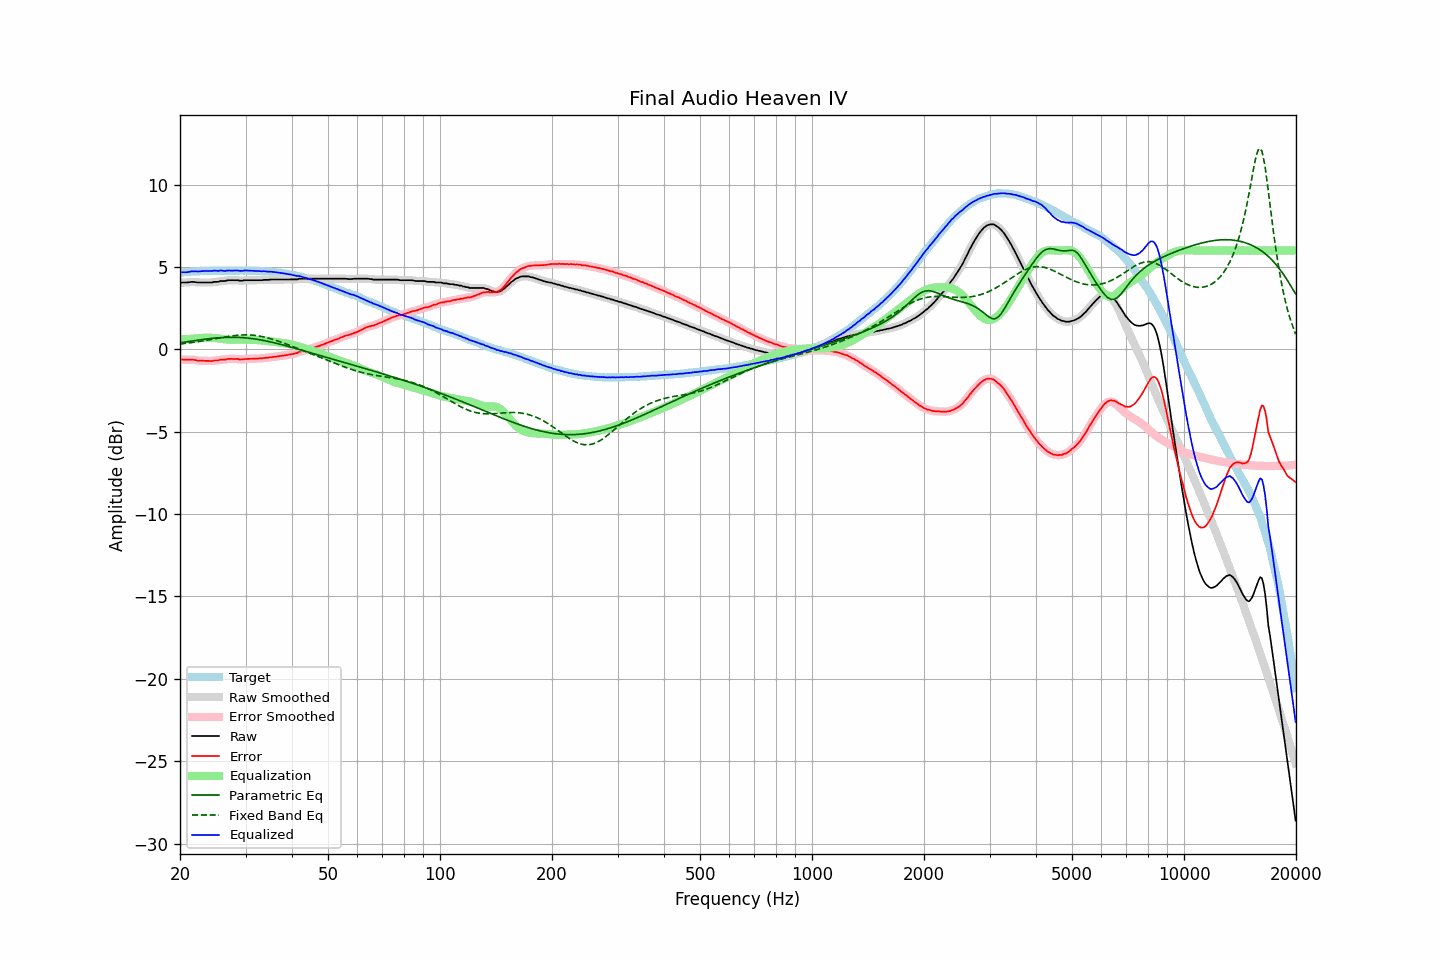 Final Audio Heaven IV
Amplitude (dBr)
10
5
0
−5
−10
−15
−20
−25
−30
Target
Raw Smoothed
Error Smoothed
Raw
Error
Equalization
Parametric Eq
Fixed Band Eq
Equalized
20 50 100 200 500 1000 2000 5000 10000 20000
Frequency (Hz)